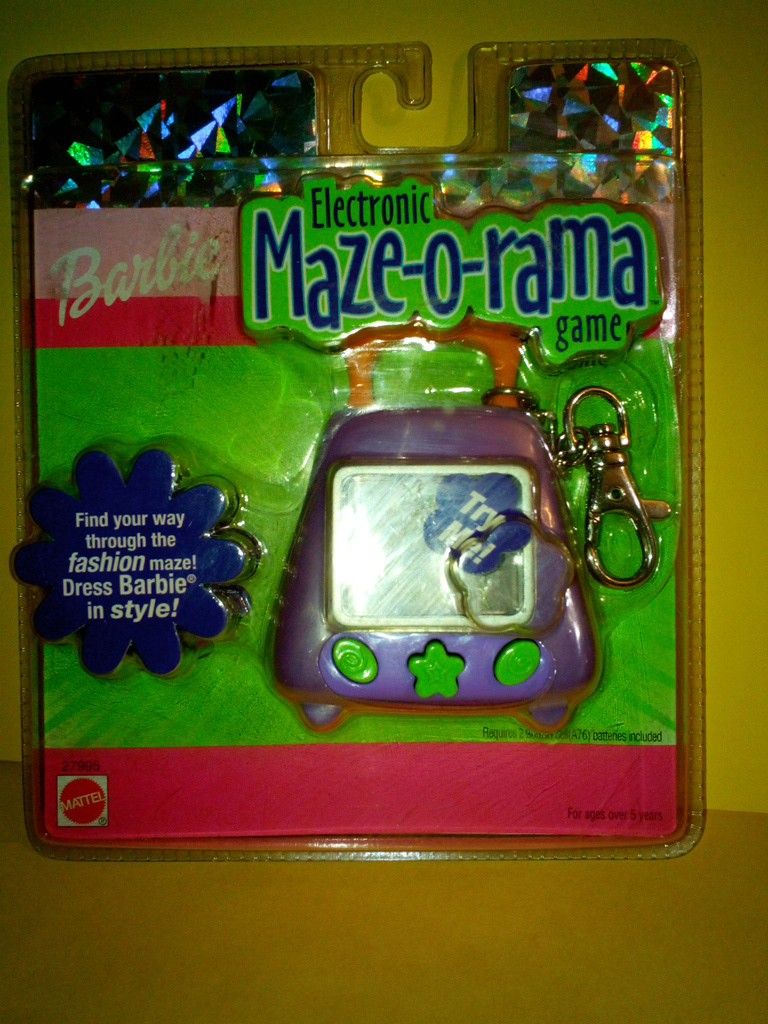 Barbie
Electronic
Maze-o-rama™
game
Try
Me!
Find your way
through the
fashion maze!
Dress Barbie®
in style!
Requires 2 button cell(A76) batteries included
27996
MATTEL
®
For ages over 5 years